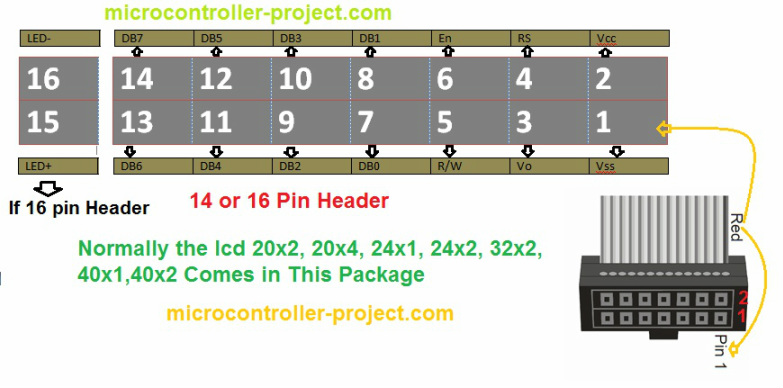 microcontroller-project.com
LED- DB7 DB5 DB3 DB1 En RS Vcc
16 14 12 10 8 6 4 2
15 13 11 9 7 5 3 1
LED+ DB6 DB4 DB2 DB0 R/W Vo Vss
If 16 pin Header
14 or 16 Pin Header
Red
Normally the lcd 20x2, 20x4, 24x1, 24x2, 32x2,
40x1,40x2 Comes in This Package
2
1
microcontroller-project.com
Pin 1